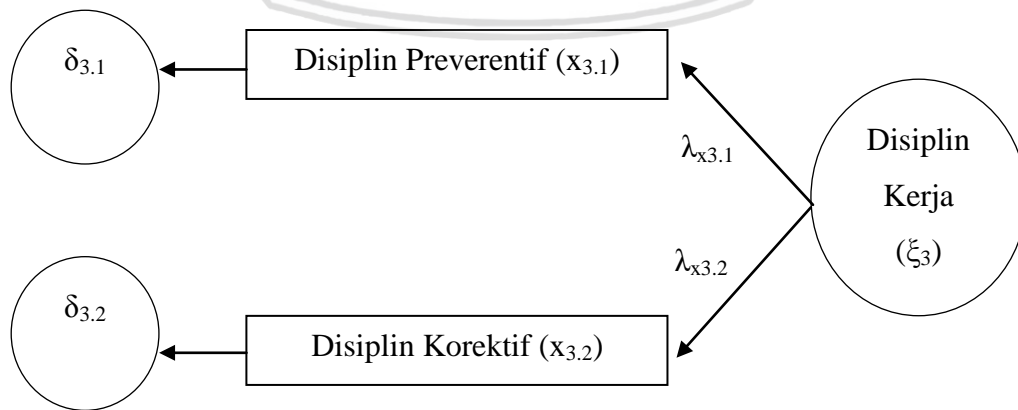 δ3.1
Disiplin Preverentif (x3.1)
λx3.1
Disiplin
Kerja
(ξ3)
λx3.2
δ3.2
Disiplin Korektif (x3.2)